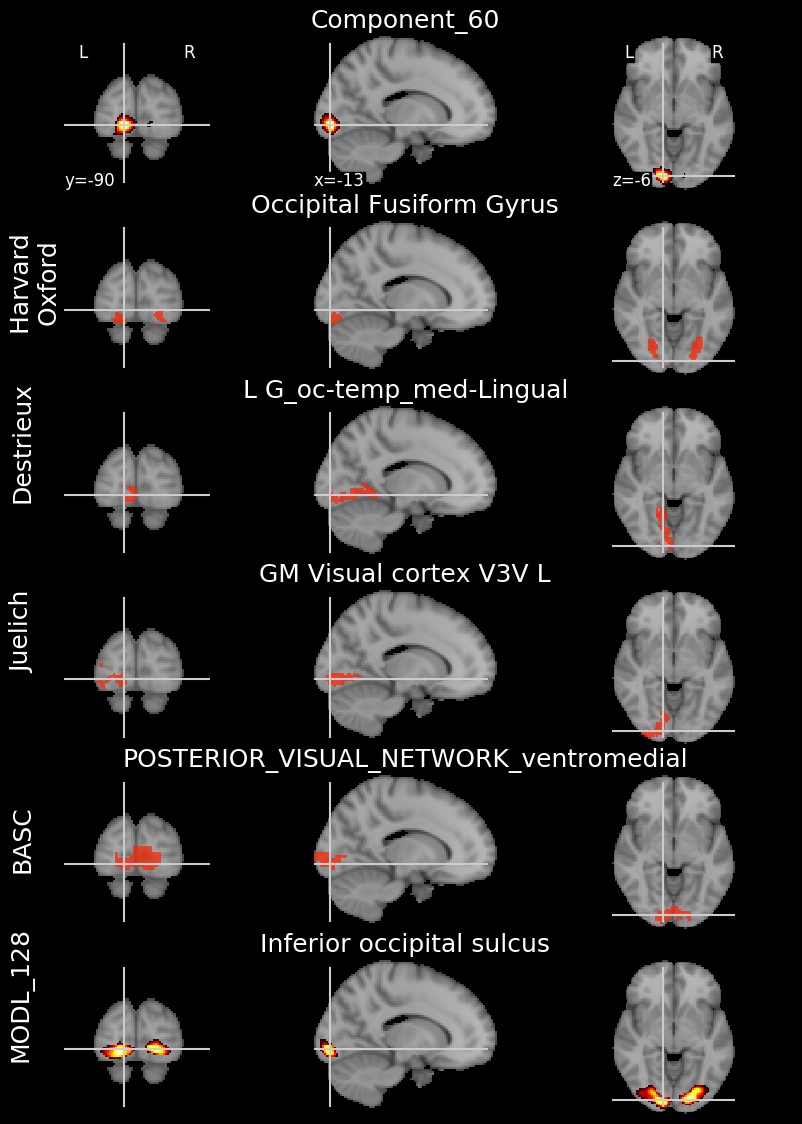 Component_60
L R L R
y=-90 x=-13 z=-6
Occipital Fusiform Gyrus
Harvard
Oxford
L G_oc-temp_med-Lingual
Destrieux
GM Visual cortex V3V L
Juelich
POSTERIOR_VISUAL_NETWORK_ventromedial
BASC
Inferior occipital sulcus
MODL_128